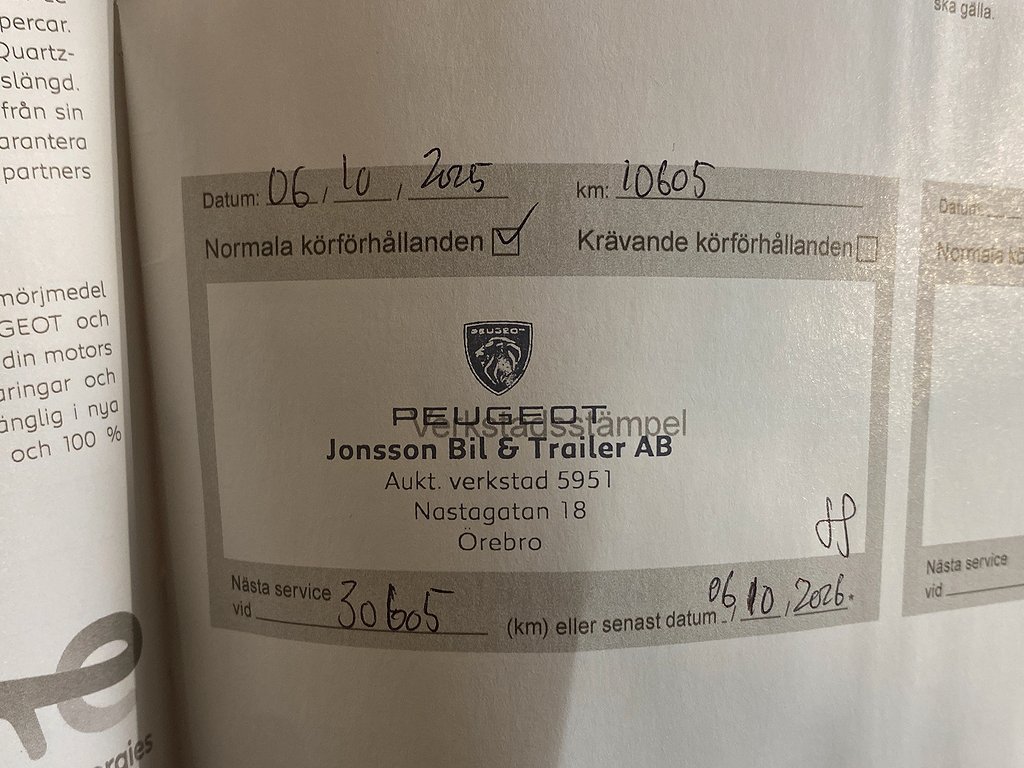 percar.
Quartz-
slängd.
från sin
arantera
partners
mörjmedel
GEOT och
din motors
aringar och
änglig i nya
och 100 %
rgies
ska gälla.
Datum: 06, 10, 2025 km: 10605
Normala körförhållanden Krävande körförhållanden
PEUGEOT
PEUGEOT
Verkstadsstämpel
Jonsson Bil & Trailer AB
Aukt. verkstad 5951
Nastagatan 18
Örebro
Nästa service
vid 30605 (km) eller senast datum 06, 10, 2026.
Datum:
Normala kö
Nästa service
vid